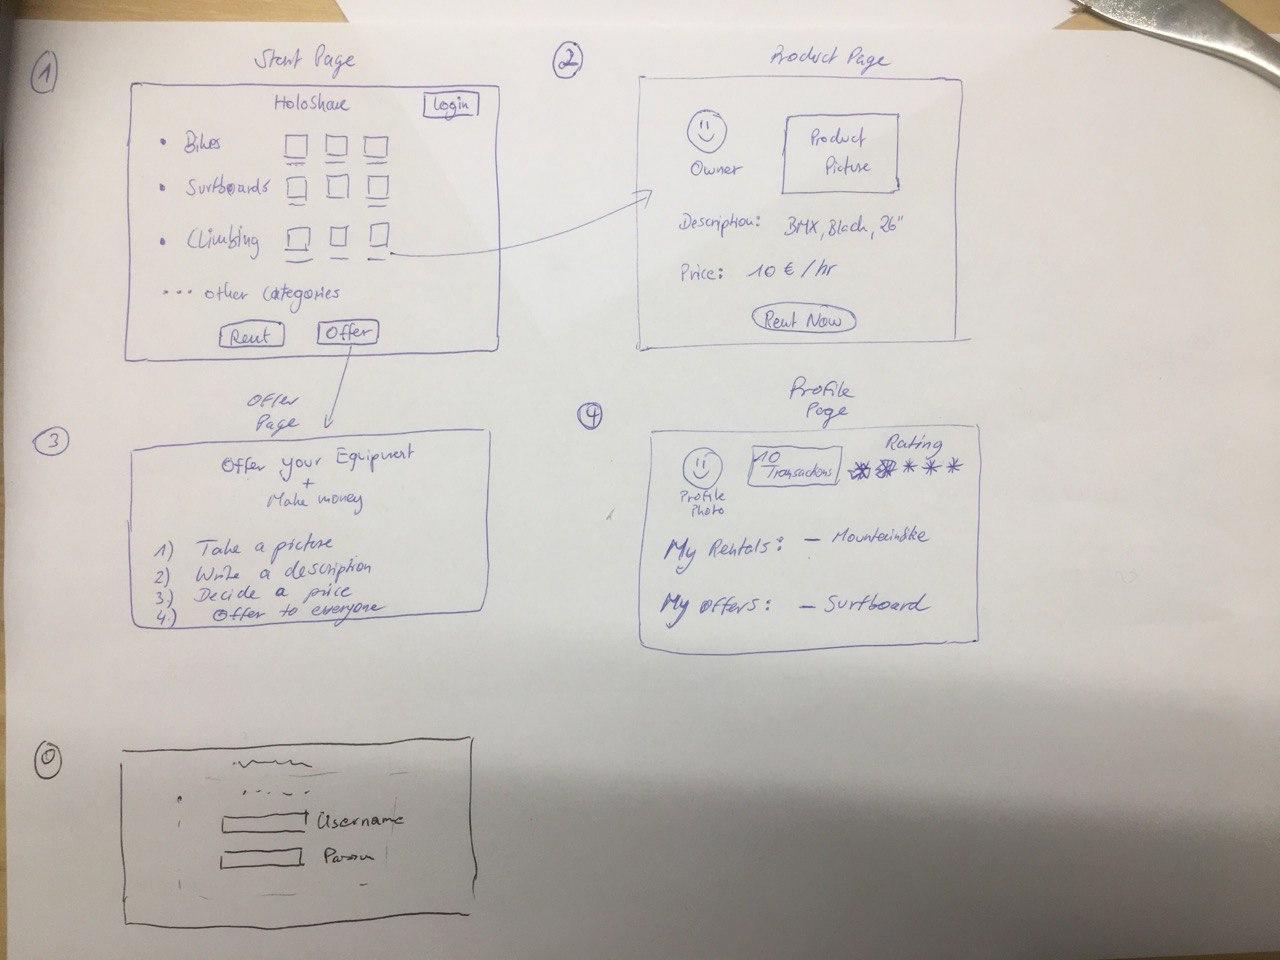 1
Start Page
HoloShare
Login
• Bikes
• Surfboards
• Climbing
... other Categories
Rent
Offer
2
Product Page
Owner
Product
Picture
Description: BMX, Black, 26"
Price: 10 € / hr
Rent Now
3
Offer
Page
Offer your Equipment
+
Make money
1) Take a picture
2) Write a description
3) Decide a price
4) Offer to everyone
4
Profile
Page
Profile
Photo
10
Transactions
Rating
My Rentals: – Mountainbike
My offers: – Surfboard
0
Username